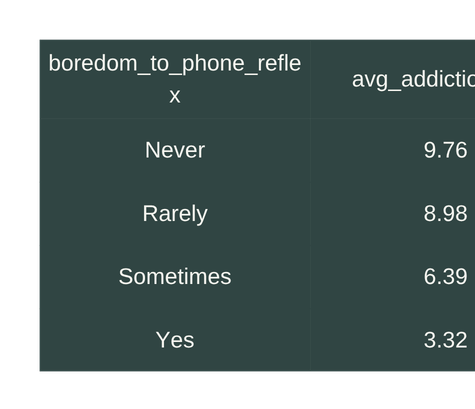 boredom_to_phone_refle
x
avg_addictio
Never 9.76
Rarely 8.98
Sometimes 6.39
Yes 3.32